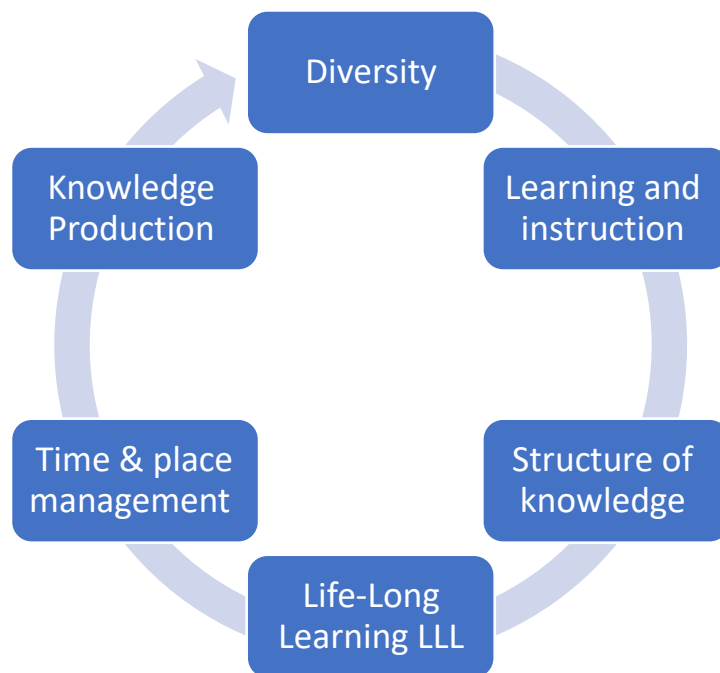 Diversity
Learning and
instruction
Structure of
knowledge
Life-Long
Learning LLL
Time & place
management
Knowledge
Production